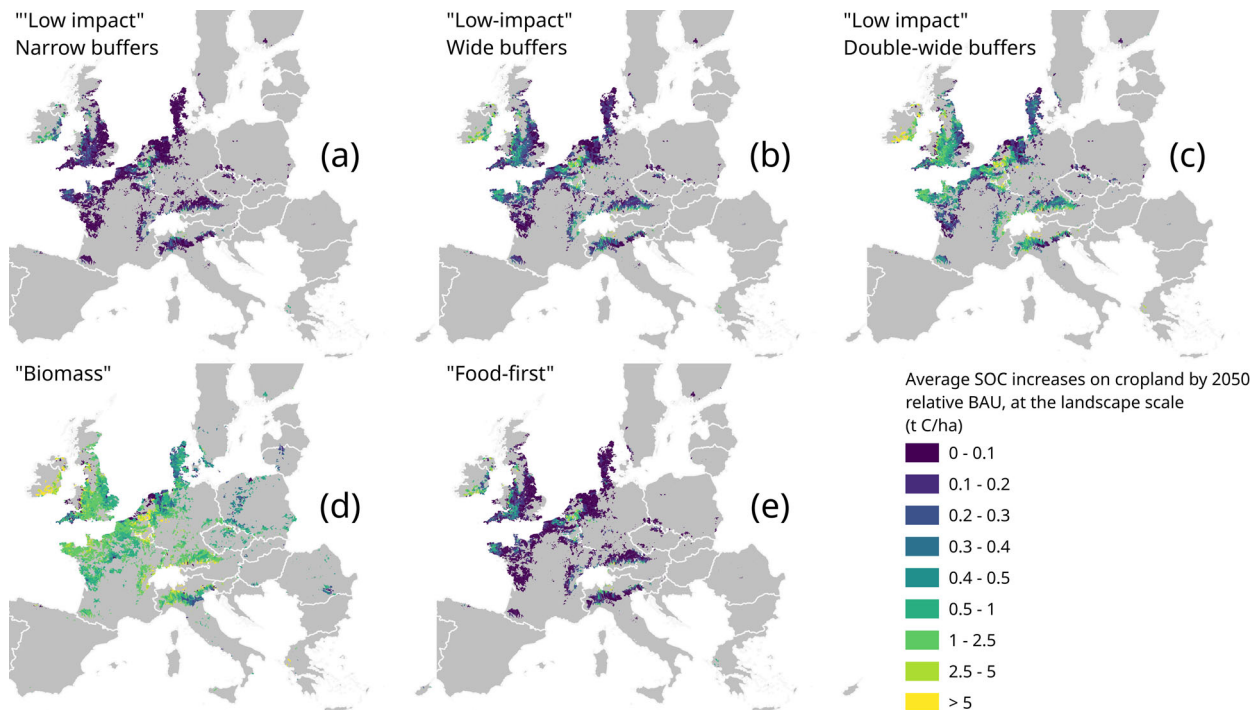 "'Low impact"
Narrow buffers
(a)
"Low-impact"
Wide buffers
(b)
"Low impact"
Double-wide buffers
(c)
"Biomass"
(d)
"Food-first"
(e)
Average SOC increases on cropland by 2050
relative BAU, at the landscape scale
(t C/ha)
0 - 0.1
0.1 - 0.2
0.2 - 0.3
0.3 - 0.4
0.4 - 0.5
0.5 - 1
1 - 2.5
2.5 - 5
> 5